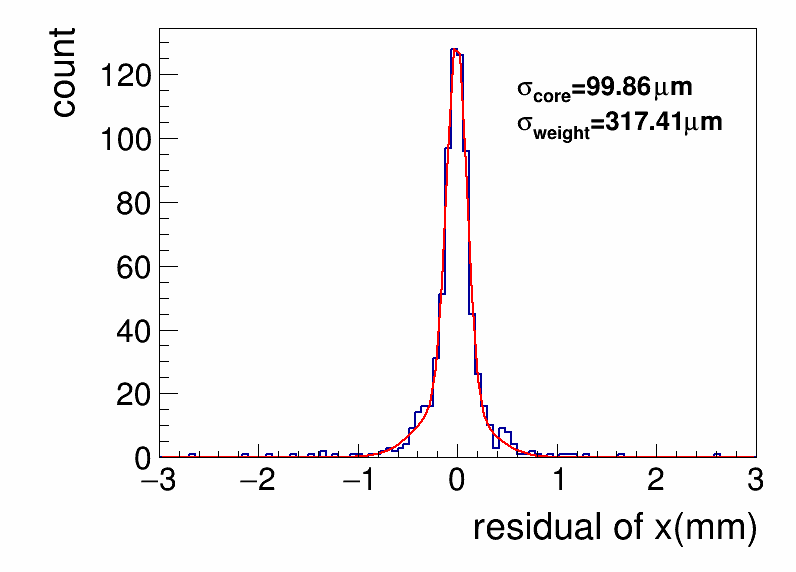 count
120
100
80
60
40
20
0
σcore=99.86μm
σweight=317.41μm
−3 −2 −1 0 1 2 3
residual of x(mm)